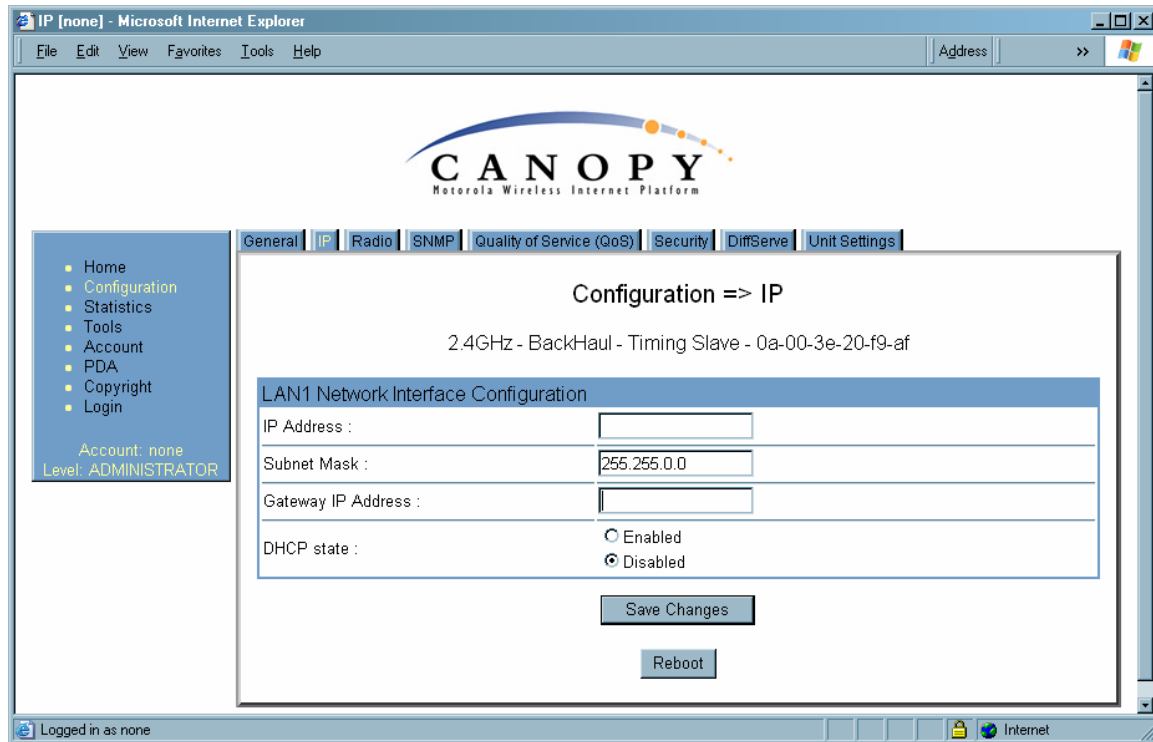 IP [none] - Microsoft Internet Explorer
File Edit View Favorites Tools Help Address »
CANOPY
Motorola Wireless Internet Platform
General IP Radio SNMP Quality of Service (QoS) Security DiffServe Unit Settings
Home
Configuration
Statistics
Tools
Account
PDA
Copyright
Login
Account: none
Level: ADMINISTRATOR
Configuration => IP
2.4GHz - BackHaul - Timing Slave - 0a-00-3e-20-f9-af
LAN1 Network Interface Configuration
IP Address :
Subnet Mask : 255.255.0.0
Gateway IP Address :
DHCP state : Enabled
Disabled
Save Changes
Reboot
Logged in as none Internet